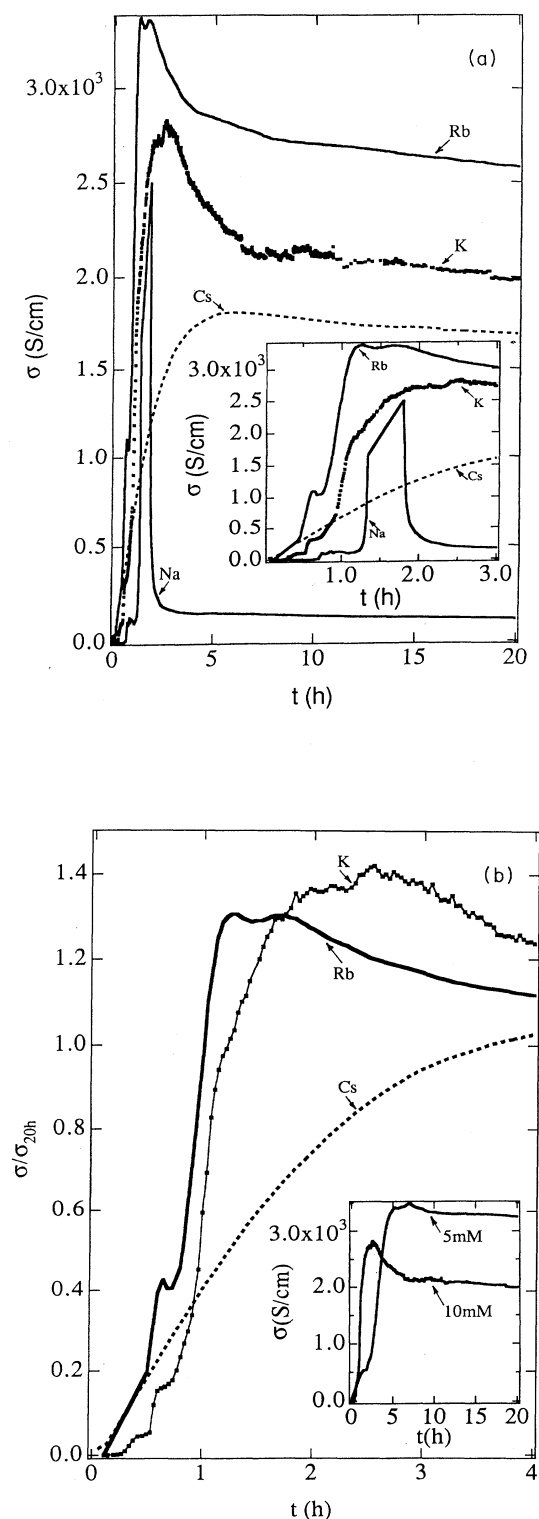 (a)
3.0x10³
2.5
2.0
1.5
1.0
0.5
0.0
σ (S/cm)
Rb
K
Cs
Na
0
5
10
15
20
t (h)
3.0x10³
2.5
2.0
1.5
1.0
0.5
0.0
σ (S/cm)
Rb
K
Cs
Na
1.0
2.0
3.0
t (h)
(b)
1.4
1.2
1.0
0.8
0.6
0.4
0.2
0.0
σ/σ20h
K
Rb
Cs
0
1
2
3
4
t (h)
3.0x10³
2.0
1.0
0.0
σ(S/cm)
5mM
10mM
0
5
10
15
20
t(h)